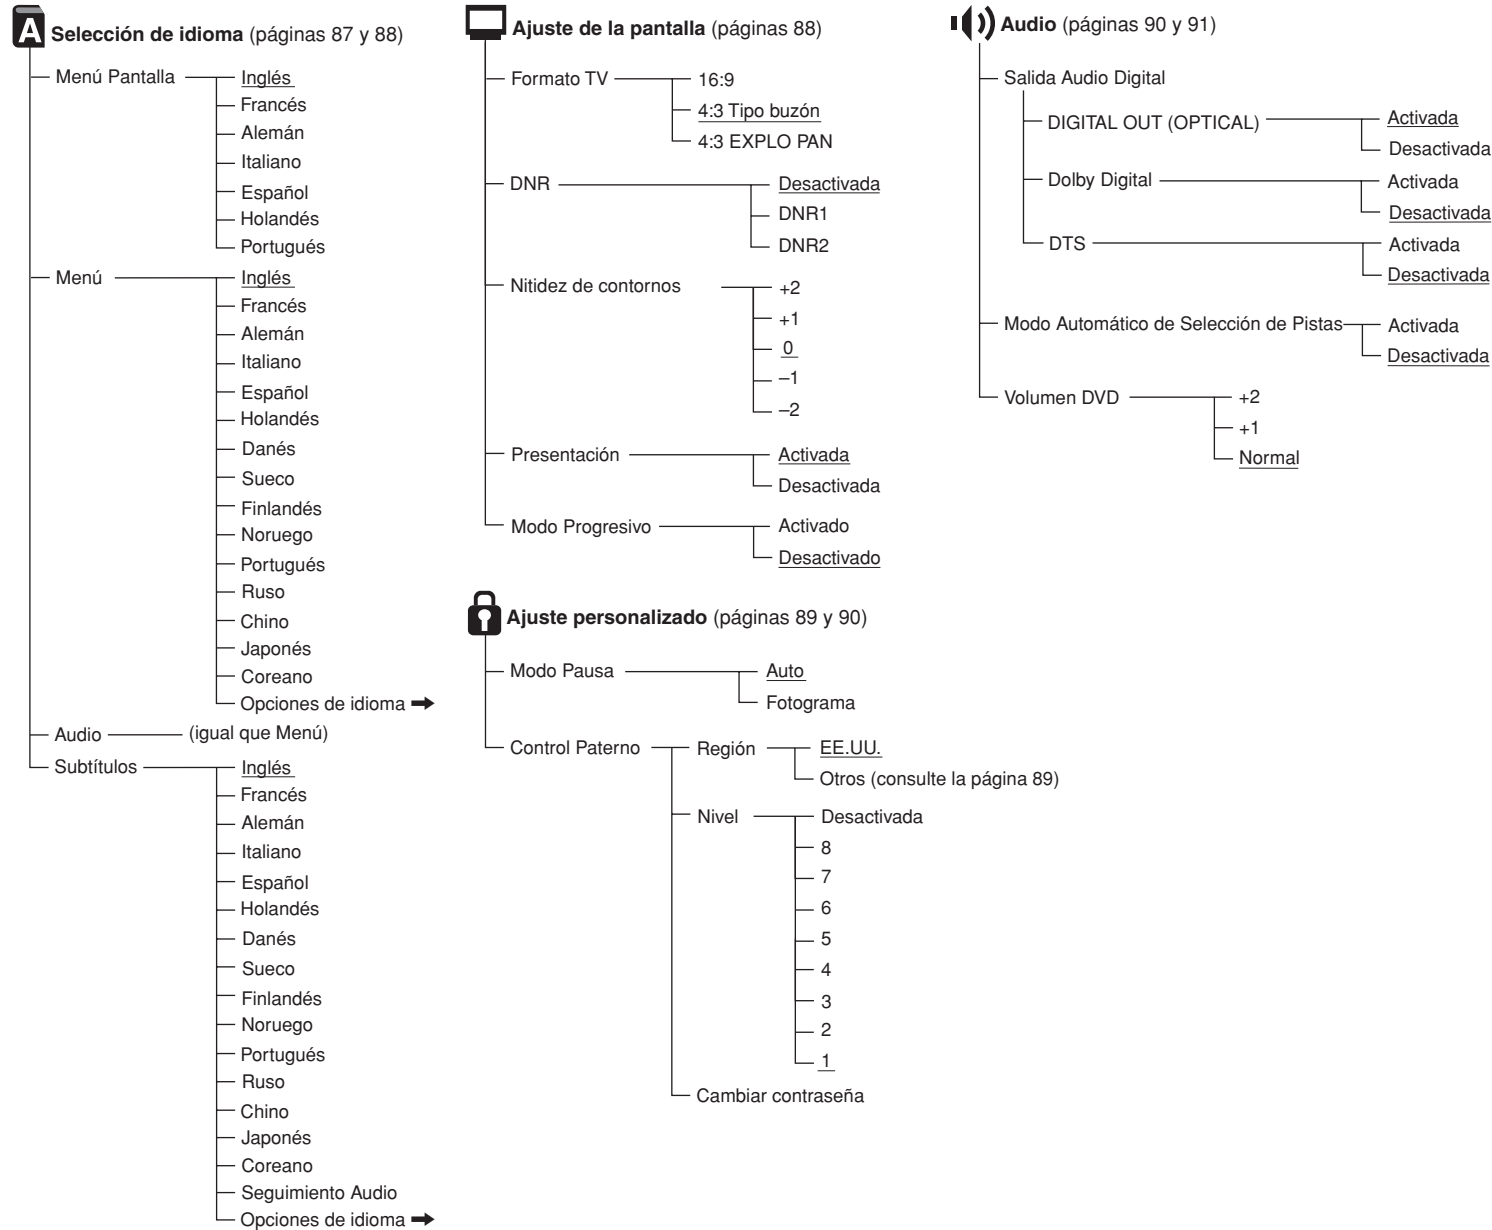 A Selección de idioma (páginas 87 y 88)
Menú Pantalla
Inglés
Francés
Alemán
Italiano
Español
Holandés
Portugués
Menú
Inglés
Francés
Alemán
Italiano
Español
Holandés
Danés
Sueco
Finlandés
Noruego
Portugués
Ruso
Chino
Japonés
Coreano
Opciones de idioma
Audio
(igual que Menú)
Subtítulos
Inglés
Francés
Alemán
Italiano
Español
Holandés
Danés
Sueco
Finlandés
Noruego
Portugués
Ruso
Chino
Japonés
Coreano
Seguimiento Audio
Opciones de idioma
Ajuste de la pantalla (páginas 88)
Formato TV
16:9
4:3 Tipo buzón
4:3 EXPLO PAN
DNR
Desactivada
DNR1
DNR2
Nitidez de contornos
+2
+1
0
–1
–2
Presentación
Activada
Desactivada
Modo Progresivo
Activado
Desactivado
Ajuste personalizado (páginas 89 y 90)
Modo Pausa
Auto
Fotograma
Control Paterno
Región
EE.UU.
Otros (consulte la página 89)
Nivel
Desactivada
8
7
6
5
4
3
2
1
Cambiar contraseña
Audio (páginas 90 y 91)
Salida Audio Digital
DIGITAL OUT (OPTICAL)
Activada
Desactivada
Dolby Digital
Activada
Desactivada
DTS
Activada
Desactivada
Modo Automático de Selección de Pistas
Activada
Desactivada
Volumen DVD
+2
+1
Normal